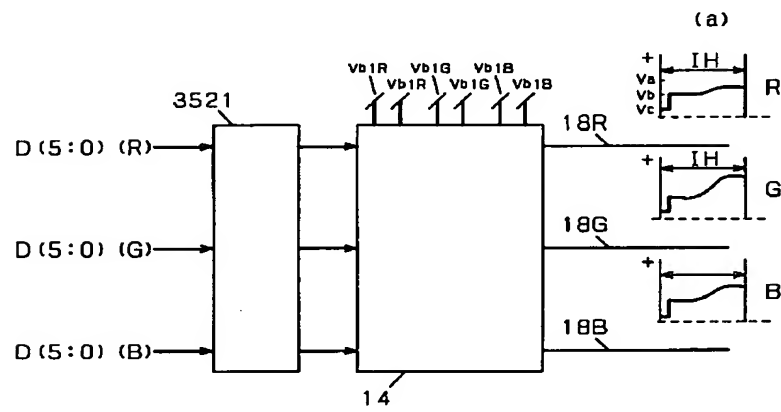 (a)
Vb1R Vb1G Vb1B
Vb1R Vb1G Vb1B
3521
+ IH
Va
Vb
Vc
R
D(5:0) (R)
18R
+ IH
G
D(5:0) (G)
18G
+ IH
B
D(5:0) (B)
18B
14